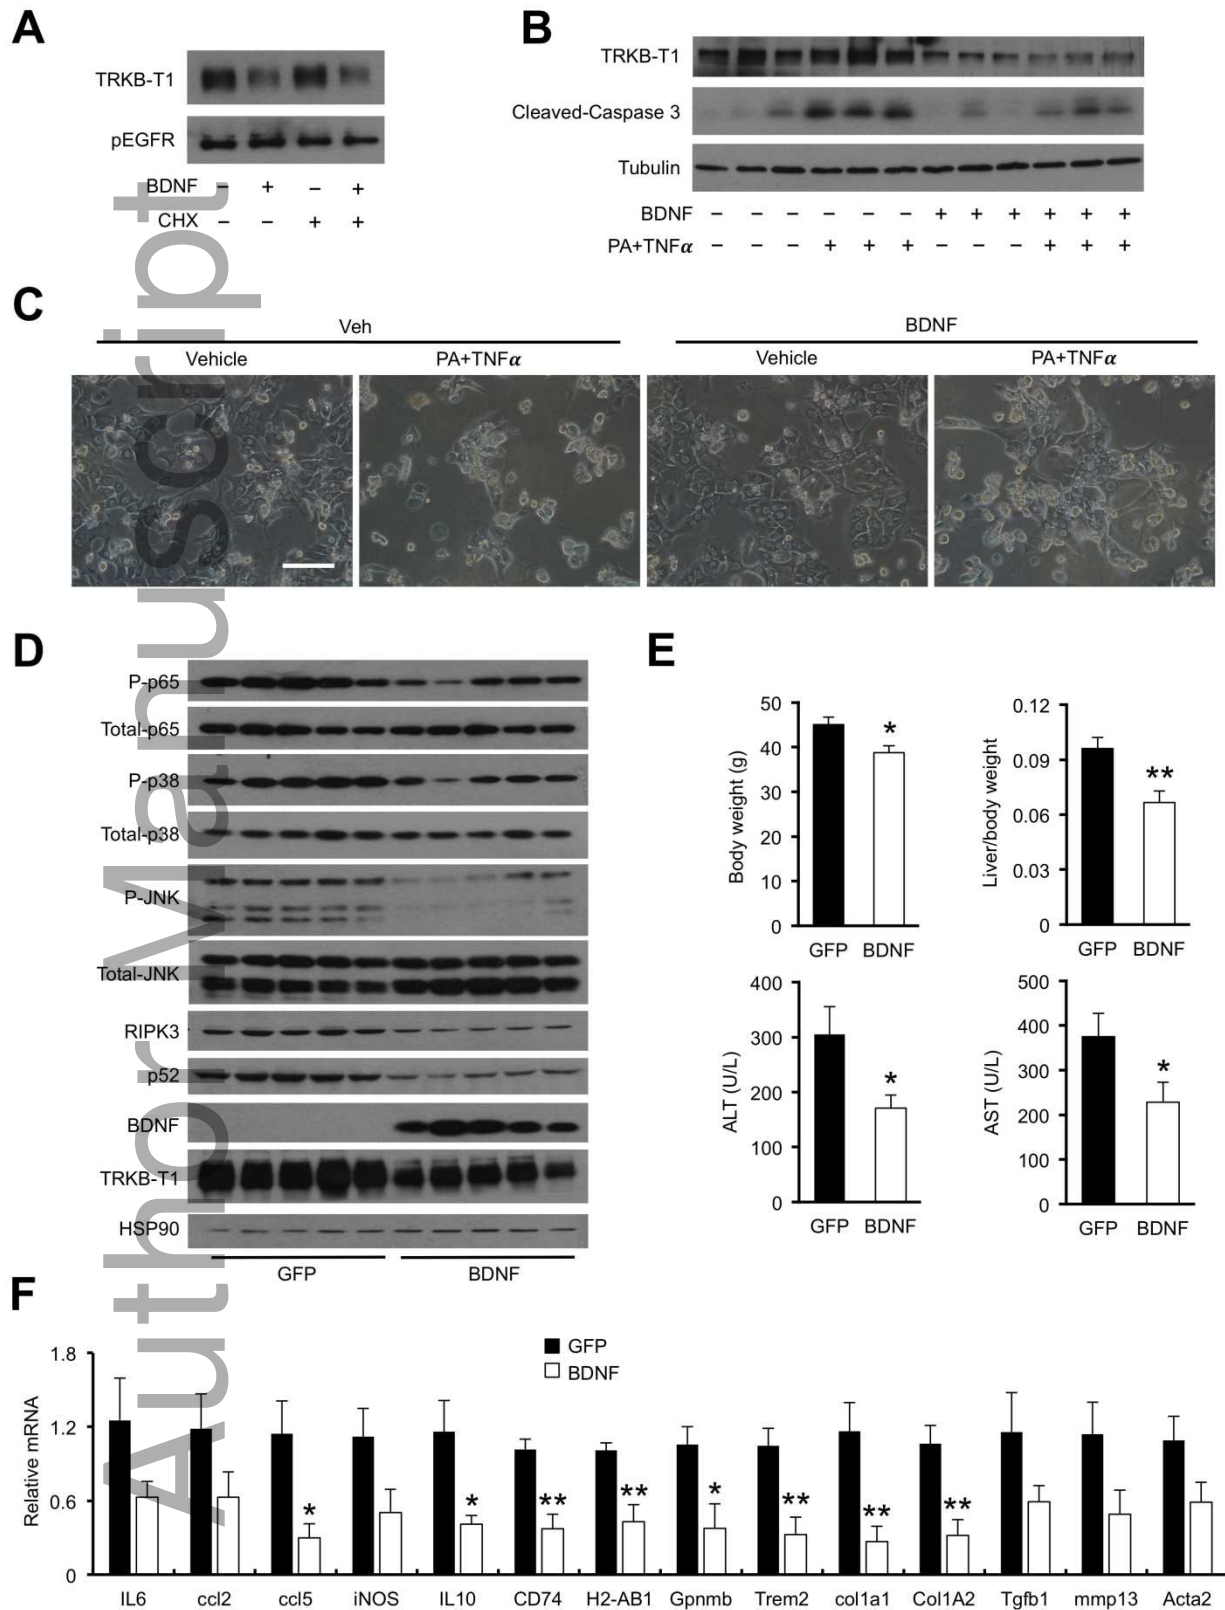 A
TRKB-T1
pEGFR
BDNF – + – +
CHX – – + +
B
TRKB-T1
Cleaved-Caspase 3
Tubulin
BDNF – – – – – – + + + + + +
PA+TNFα – – – + + + – – – + + +
C
Veh
BDNF
Vehicle
PA+TNFα
Vehicle
PA+TNFα
D
P-p65
Total-p65
P-p38
Total-p38
P-JNK
Total-JNK
RIPK3
p52
BDNF
TRKB-T1
HSP90
GFP
BDNF
E
Body weight (g)
50
40
30
20
10
0
*
GFP BDNF
Liver/body weight
0.12
0.09
0.06
0.03
0
**
GFP BDNF
ALT (U/L)
400
300
200
100
0
*
GFP BDNF
AST (U/L)
500
400
300
200
100
0
*
GFP BDNF
F
GFP
BDNF
Relative mRNA
1.8
1.2
0.6
0
* * ** ** * ** ** **
IL6 ccl2 ccl5 iNOS IL10 CD74 H2-AB1 Gpnmb Trem2 col1a1 Col1A2 Tgfb1 mmp13 Acta2
Author Manuscript